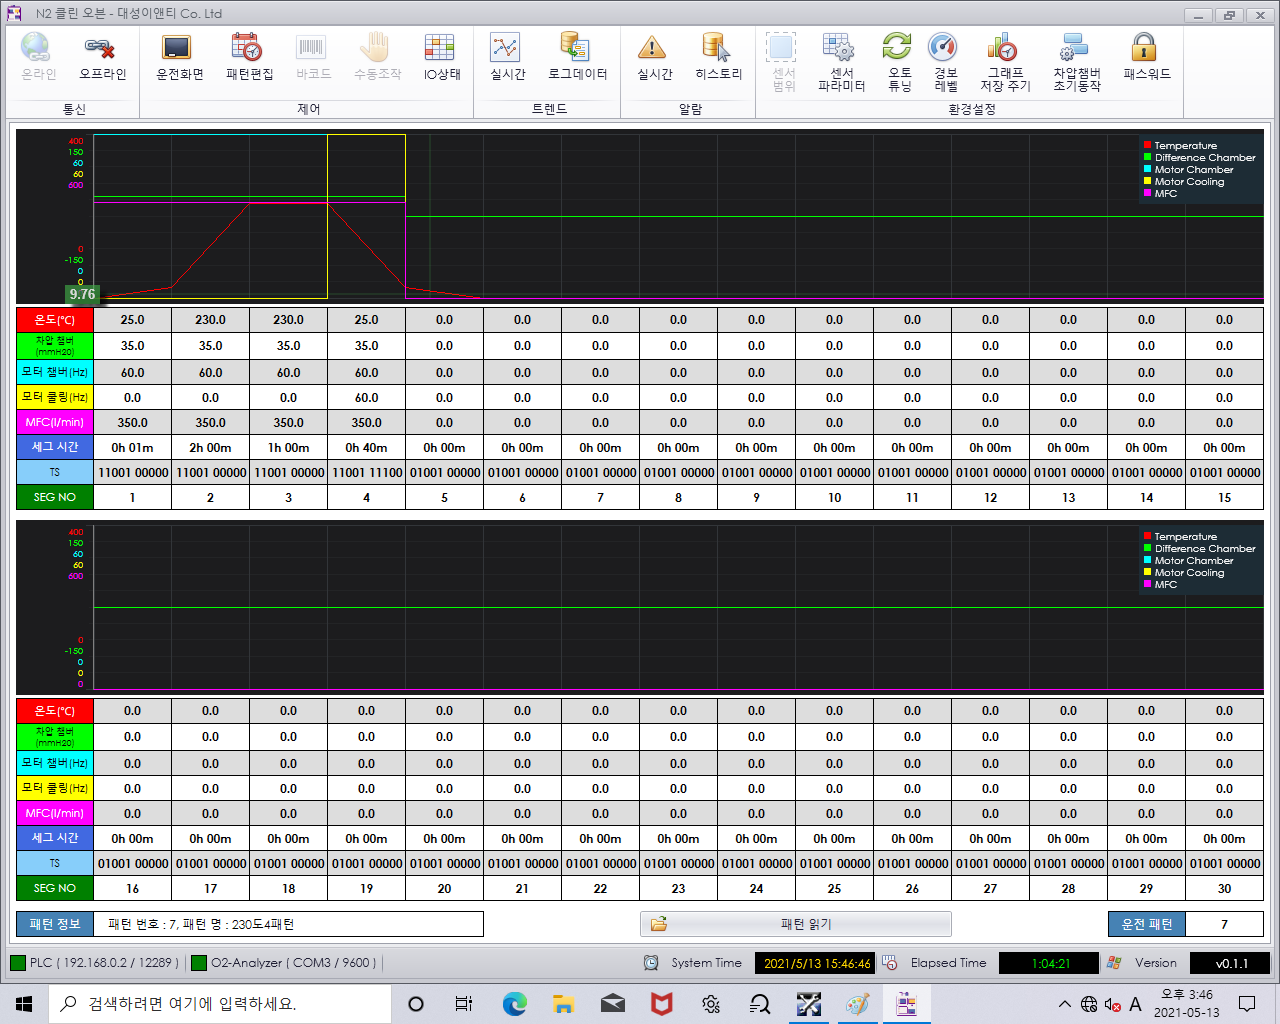 N2 클린 오븐 - 대성이앤티 Co. Ltd
온라인 오프라인 운전화면 패턴편집 바코드 수동조작 IO상태 실시간 로그데이터 실시간 히스토리 센서 범위 센서 파라미터 오토 튜닝 경보 레벨 그래프 저장 주기 차압챔버 초기동작 패스워드
통신 제어 트렌드 알람 환경설정
400
150
60
60
600
0
-150
0
0
9.76
Temperature
Difference Chamber
Motor Chamber
Motor Cooling
MFC
온도(℃) 25.0 230.0 230.0 25.0 0.0 0.0 0.0 0.0 0.0 0.0 0.0 0.0 0.0 0.0 0.0
차압 챔버 (mmH20) 35.0 35.0 35.0 35.0 0.0 0.0 0.0 0.0 0.0 0.0 0.0 0.0 0.0 0.0 0.0
모터 챔버(Hz) 60.0 60.0 60.0 60.0 0.0 0.0 0.0 0.0 0.0 0.0 0.0 0.0 0.0 0.0 0.0
모터 쿨링(Hz) 0.0 0.0 0.0 60.0 0.0 0.0 0.0 0.0 0.0 0.0 0.0 0.0 0.0 0.0 0.0
MFC(l/min) 350.0 350.0 350.0 350.0 0.0 0.0 0.0 0.0 0.0 0.0 0.0 0.0 0.0 0.0 0.0
세그 시간 0h 01m 2h 00m 1h 00m 0h 40m 0h 00m 0h 00m 0h 00m 0h 00m 0h 00m 0h 00m 0h 00m 0h 00m 0h 00m 0h 00m 0h 00m
TS 11001 00000 11001 00000 11001 00000 11001 11100 01001 00000 01001 00000 01001 00000 01001 00000 01001 00000 01001 00000 01001 00000 01001 00000 01001 00000 01001 00000 01001 00000
SEG NO 1 2 3 4 5 6 7 8 9 10 11 12 13 14 15
400
150
60
60
600
0
-150
0
0
0
Temperature
Difference Chamber
Motor Chamber
Motor Cooling
MFC
온도(℃) 0.0 0.0 0.0 0.0 0.0 0.0 0.0 0.0 0.0 0.0 0.0 0.0 0.0 0.0 0.0
차압 챔버 (mmH20) 0.0 0.0 0.0 0.0 0.0 0.0 0.0 0.0 0.0 0.0 0.0 0.0 0.0 0.0 0.0
모터 챔버(Hz) 0.0 0.0 0.0 0.0 0.0 0.0 0.0 0.0 0.0 0.0 0.0 0.0 0.0 0.0 0.0
모터 쿨링(Hz) 0.0 0.0 0.0 0.0 0.0 0.0 0.0 0.0 0.0 0.0 0.0 0.0 0.0 0.0 0.0
MFC(l/min) 0.0 0.0 0.0 0.0 0.0 0.0 0.0 0.0 0.0 0.0 0.0 0.0 0.0 0.0 0.0
세그 시간 0h 00m 0h 00m 0h 00m 0h 00m 0h 00m 0h 00m 0h 00m 0h 00m 0h 00m 0h 00m 0h 00m 0h 00m 0h 00m 0h 00m 0h 00m
TS 01001 00000 01001 00000 01001 00000 01001 00000 01001 00000 01001 00000 01001 00000 01001 00000 01001 00000 01001 00000 01001 00000 01001 00000 01001 00000 01001 00000 01001 00000
SEG NO 16 17 18 19 20 21 22 23 24 25 26 27 28 29 30
패턴 정보 패턴 번호 : 7, 패턴 명 : 230도4패턴 패턴 읽기 운전 패턴 7
PLC ( 192.168.0.2 / 12289 ) O2-Analyzer ( COM3 / 9600 ) System Time 2021/5/13 15:46:46 Elapsed Time 1:04:21 Version v0.1.1
검색하려면 여기에 입력하세요. A 오후 3:46
2021-05-13